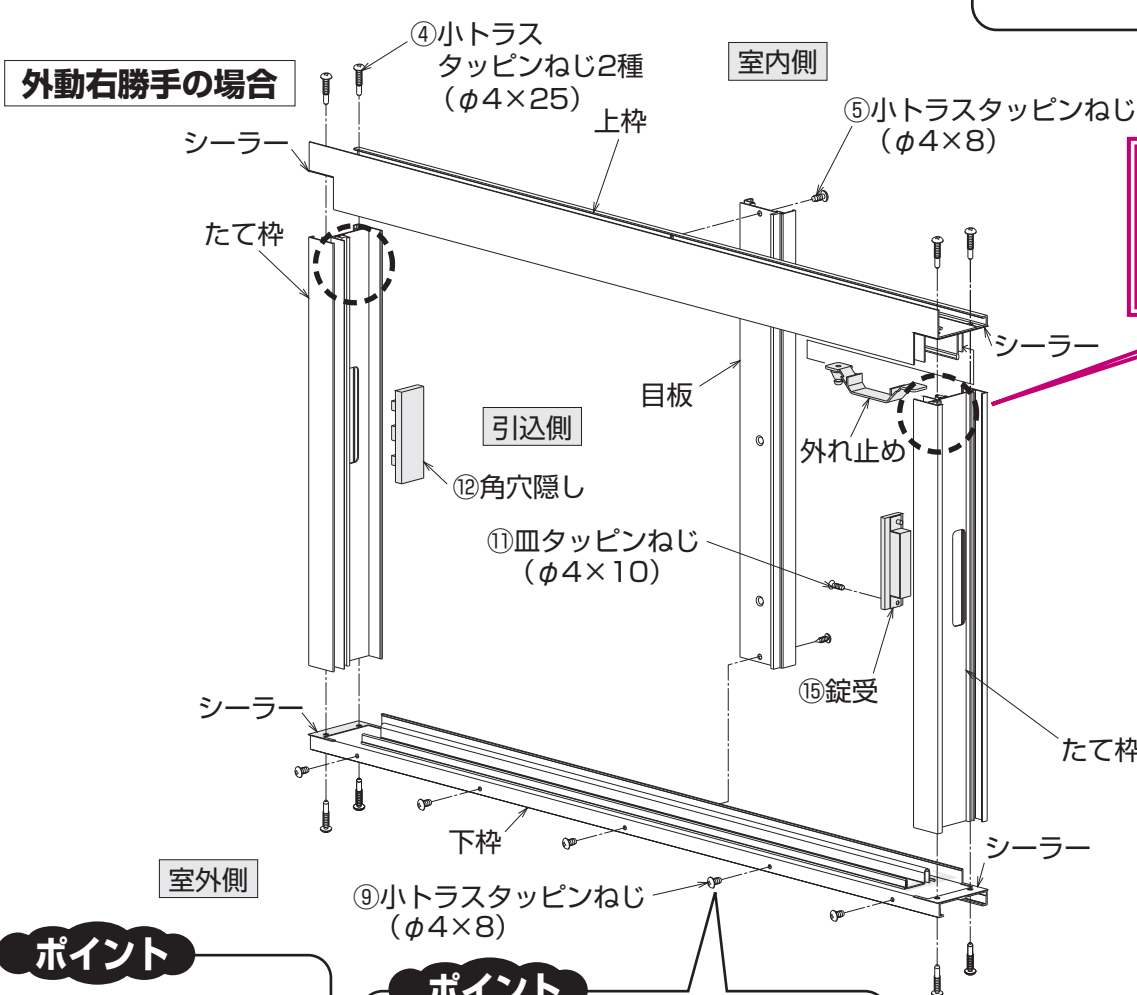 外動右勝手の場合
④小トラス
タッピンねじ2種
（φ4×25）
室内側
⑤小トラスタッピンねじ
（φ4×8）
シーラー
上枠
たて枠
シーラー
目板
引込側
外れ止め
⑫角穴隠し
⑪皿タッピンねじ
（φ4×10）
⑮錠受
シーラー
たて枠
下枠
シーラー
室外側
⑨小トラスタッピンねじ
（φ4×8）
ポイント
ポイント